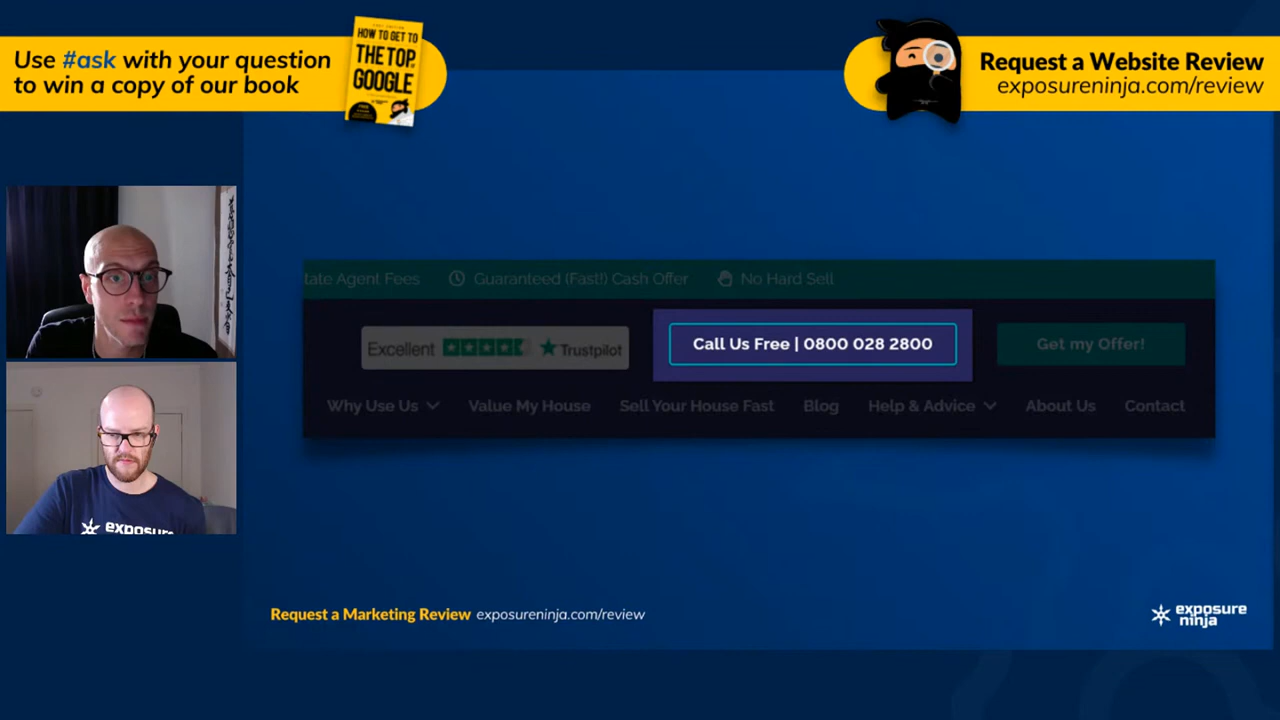 Use #ask with your question
to win a copy of our book
HOW TO GET TO
THE TOP
GOOGLE
Request a Website Review
exposureninja.com/review
tate Agent Fees
Guaranteed (Fast!) Cash Offer
No Hard Sell
Excellent
Trustpilot
Call Us Free | 0800 028 2800
Get my Offer!
Why Use Us
Value My House
Sell Your House Fast
Blog
Help & Advice
About Us
Contact
exposure
Request a Marketing Review exposureninja.com/review
exposure
ninja